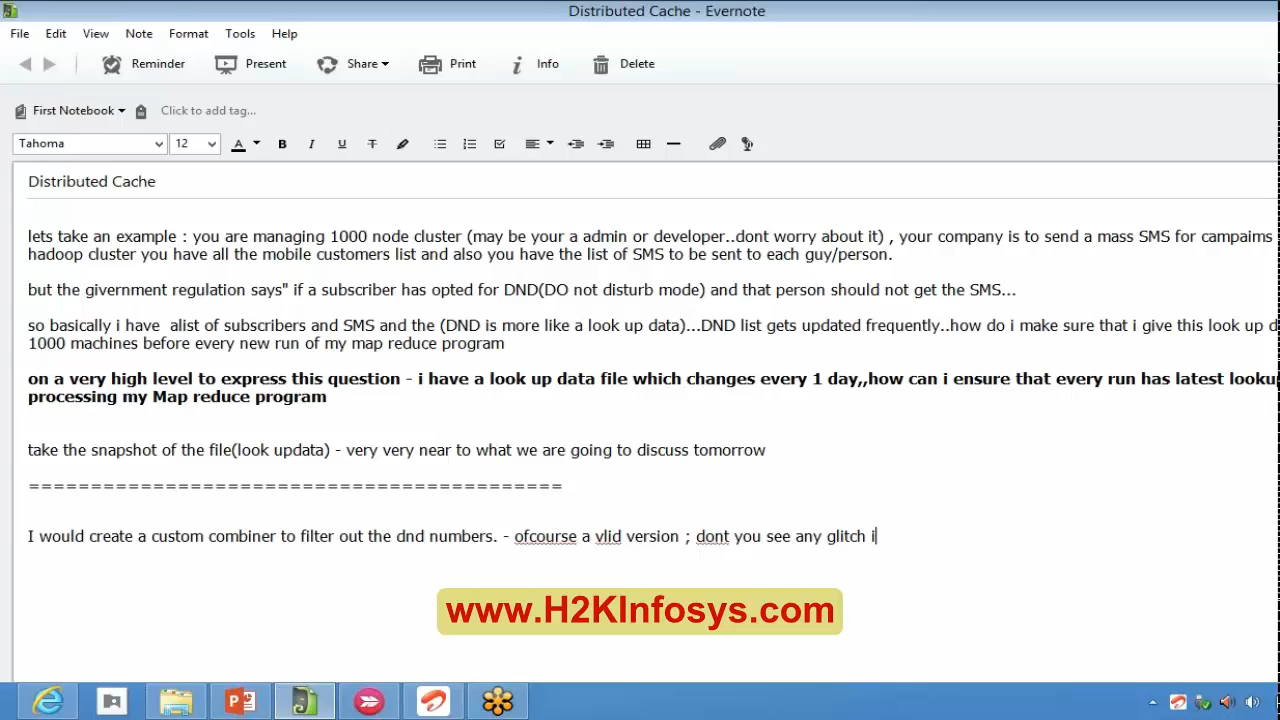 Distributed Cache - Evernote
File Edit View Note Format Tools Help
Reminder Present Share Print Info Delete
First Notebook Click to add tag...
Tahoma 12 A B I U T
Distributed Cache
lets take an example : you are managing 1000 node cluster (may be your a admin or developer..dont worry about it) , your company is to send a mass SMS for campaims
hadoop cluster you have all the mobile customers list and also you have the list of SMS to be sent to each guy/person.
but the givernment regulation says" if a subscriber has opted for DND(DO not disturb mode) and that person should not get the SMS...
so basically i have alist of subscribers and SMS and the (DND is more like a look up data)...DND list gets updated frequently..how do i make sure that i give this look up
1000 machines before every new run of my map reduce program
on a very high level to express this question - i have a look up data file which changes every 1 day,,how can i ensure that every run has latest
processing my Map reduce program
take the snapshot of the file(look updata) - very very near to what we are going to discuss tomorrow
===========================================
I would create a custom combiner to filter out the dnd numbers. - ofcourse a vlid version ; dont you see any glitch i
www.H2KInfosys.com